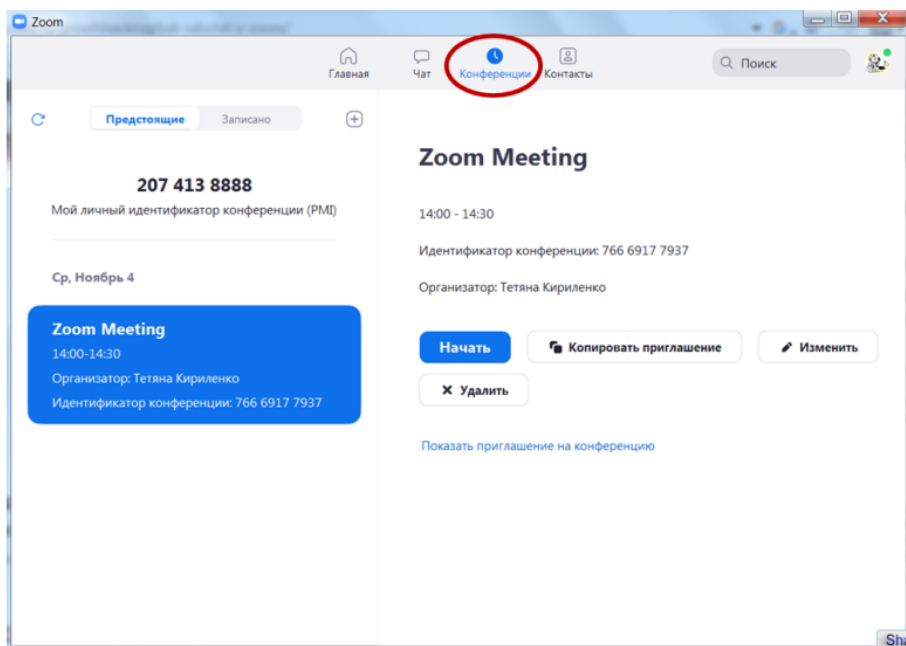 Zoom
Главная
Чат
Конференции
Контакты
Поиск
Предстоящие
Записано
207 413 8888
Мой личный идентификатор конференции (PMI)
Ср, Ноябрь 4
Zoom Meeting
14:00-14:30
Организатор: Тетяна Кириленко
Идентификатор конференции: 766 6917 7937
Zoom Meeting
14:00 - 14:30
Идентификатор конференции: 766 6917 7937
Организатор: Тетяна Кириленко
Начать
Копировать приглашение
Изменить
Удалить
Показать приглашение на конференцию